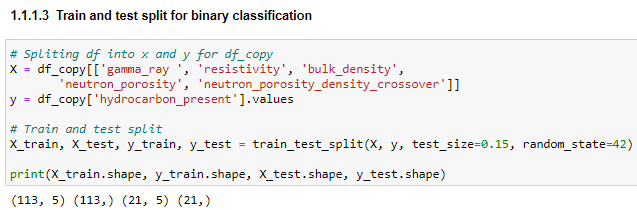 1.1.1.3 Train and test split for binary classification
# Spliting df into x and y for df_copy
X = df_copy[['gamma_ray ', 'resistivity', 'bulk_density',
'neutron_porosity', 'neutron_porosity_density_crossover']]
y = df_copy['hydrocarbon_present'].values
# Train and test split
X_train, X_test, y_train, y_test = train_test_split(X, y, test_size=0.15, random_state=42)
print(X_train.shape, y_train.shape, X_test.shape, y_test.shape)
(113, 5) (113,) (21, 5) (21,)